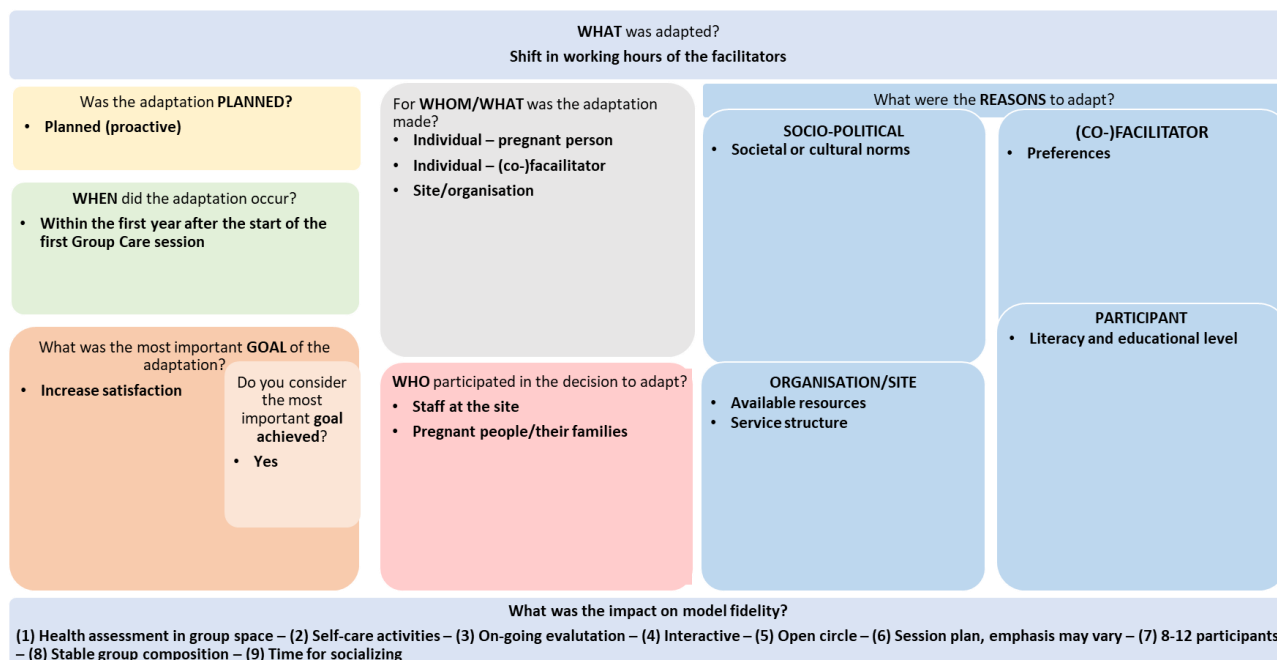 WHAT was adapted?
Shift in working hours of the facilitators
Was the adaptation PLANNED?
• Planned (proactive)
WHEN did the adaptation occur?
• Within the first year after the start of the
first Group Care session
What was the most important GOAL of the
adaptation?
• Increase satisfaction
Do you consider
the most
important goal
achieved?
• Yes
For WHOM/WHAT was the adaptation
made?
• Individual – pregnant person
• Individual – (co-)facailitator
• Site/organisation
WHO participated in the decision to adapt?
• Staff at the site
• Pregnant people/their families
What were the REASONS to adapt?
SOCIO-POLITICAL
• Societal or cultural norms
(CO-)FACILITATOR
• Preferences
ORGANISATION/SITE
• Available resources
• Service structure
PARTICIPANT
• Literacy and educational level
What was the impact on model fidelity?
(1) Health assessment in group space – (2) Self-care activities – (3) On-going evalutation – (4) Interactive – (5) Open circle – (6) Session plan, emphasis may vary – (7) 8-12 participants
– (8) Stable group composition – (9) Time for socializing